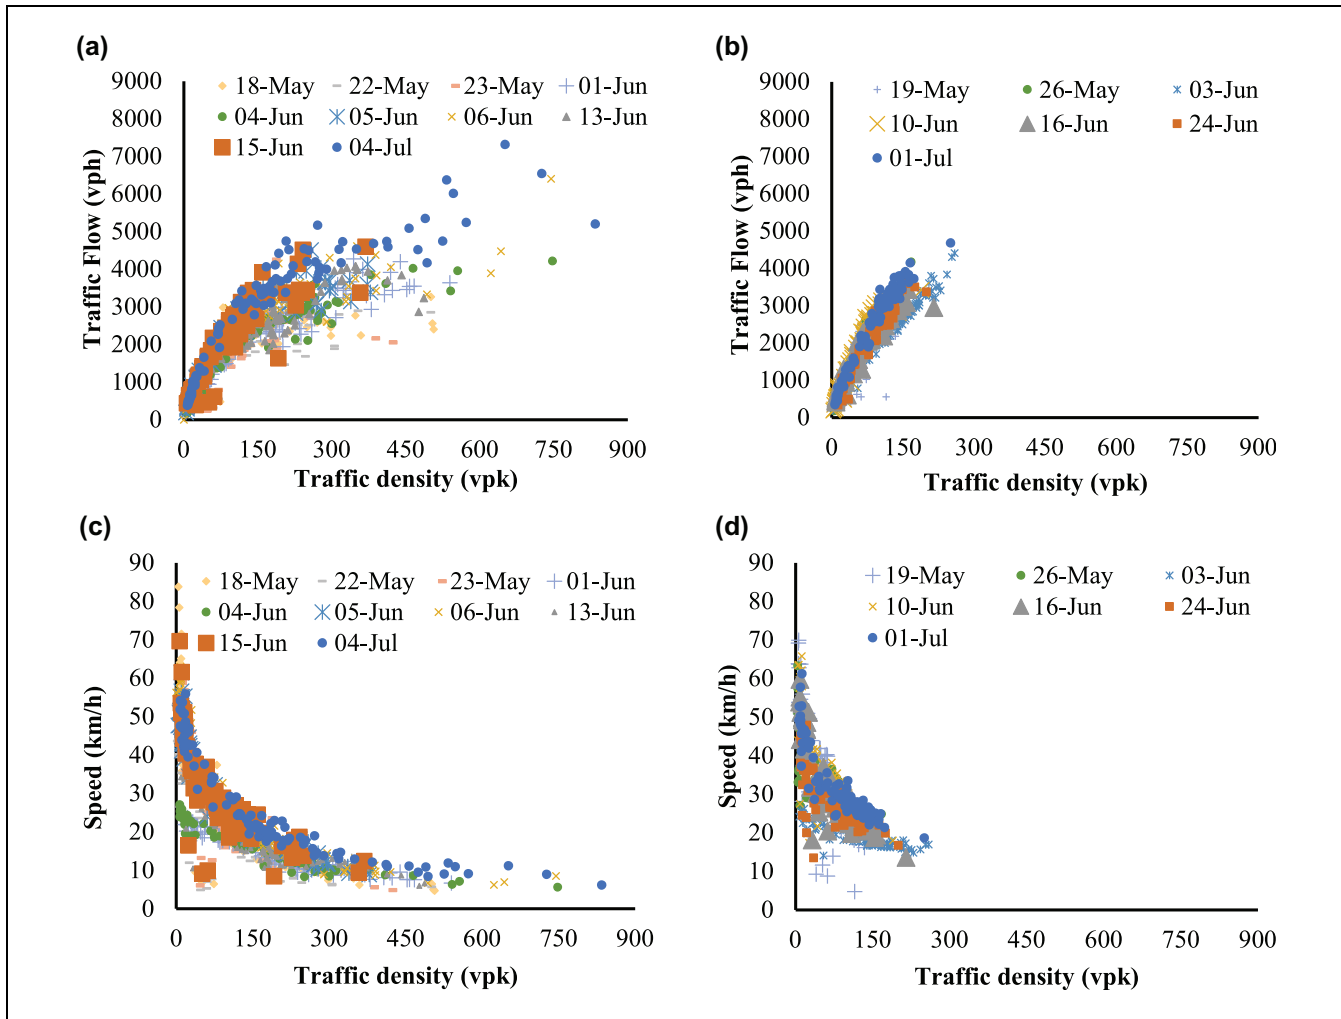 (a)
9000
8000
7000
6000
5000
4000
3000
2000
1000
0
Traffic Flow (vph)
18-May 22-May 23-May 01-Jun
04-Jun 05-Jun 06-Jun 13-Jun
15-Jun 04-Jul
0 150 300 450 600 750 900
Traffic density (vpk)
(b)
9000
8000
7000
6000
5000
4000
3000
2000
1000
0
Traffic Flow (vph)
19-May 26-May 03-Jun
10-Jun 16-Jun 24-Jun
01-Jul
0 150 300 450 600 750 900
Traffic density (vpk)
(c)
90
80
70
60
50
40
30
20
10
0
Speed (km/h)
18-May 22-May 23-May 01-Jun
04-Jun 05-Jun 06-Jun 13-Jun
15-Jun 04-Jul
0 150 300 450 600 750 900
Traffic density (vpk)
(d)
90
80
70
60
50
40
30
20
10
0
Speed (km/h)
19-May 26-May 03-Jun
10-Jun 16-Jun 24-Jun
01-Jul
0 150 300 450 600 750 900
Traffic density (vpk)